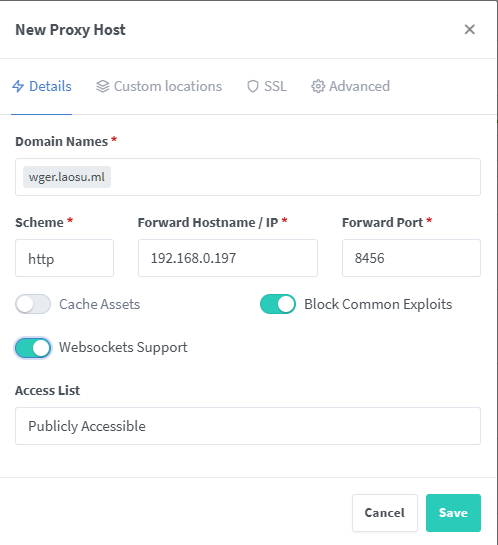 New Proxy Host
Details Custom locations SSL Advanced
Domain Names *
wger.laosu.ml
Scheme * Forward Hostname / IP * Forward Port *
http 192.168.0.197 8456
Cache Assets Block Common Exploits
Websockets Support
Access List
Publicly Accessible
Cancel Save